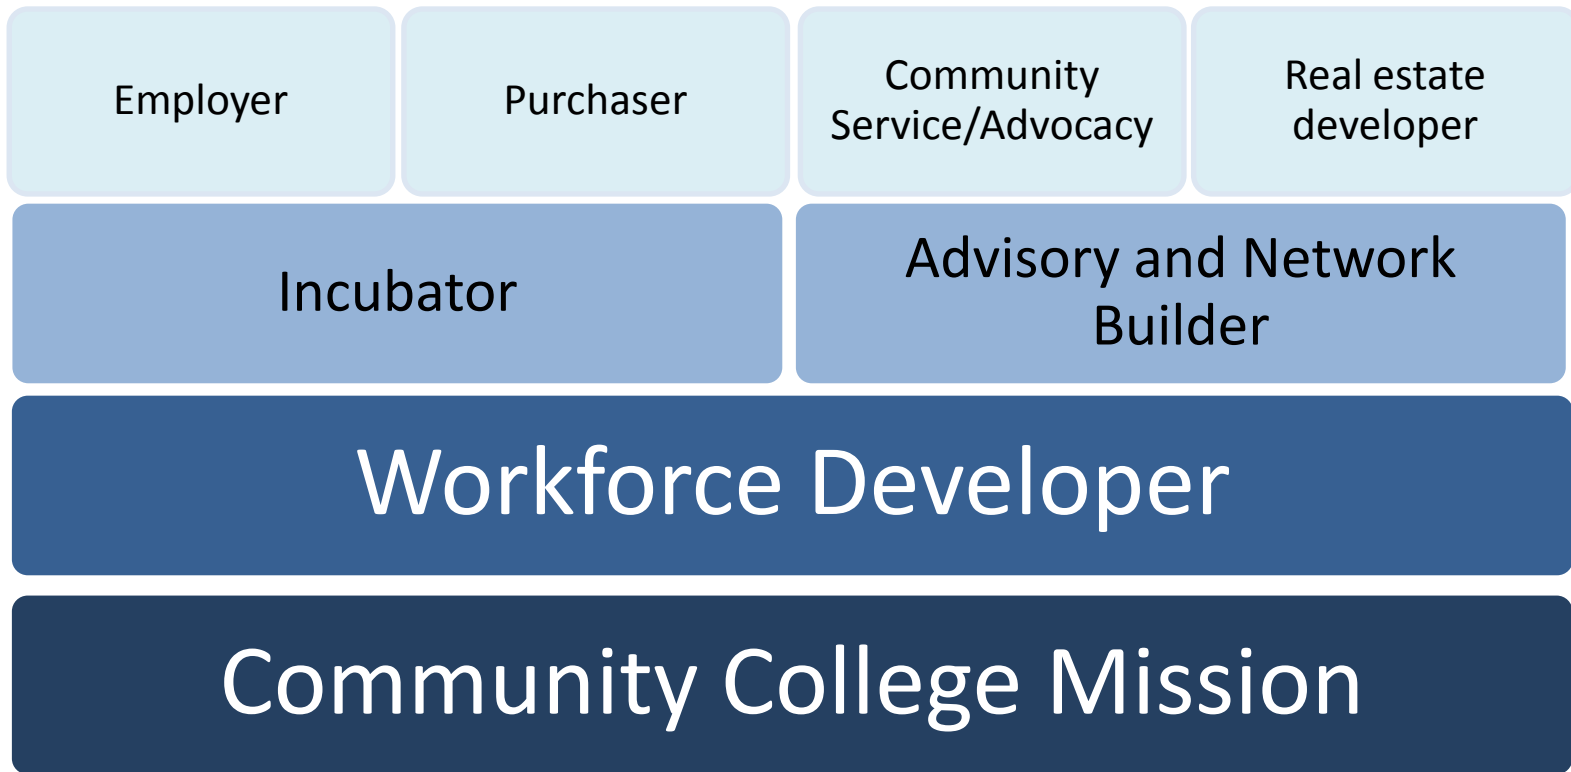 Employer
Purchaser
Community
Service/Advocacy
Real estate
developer
Incubator
Advisory and Network
Builder
Workforce Developer
Community College Mission